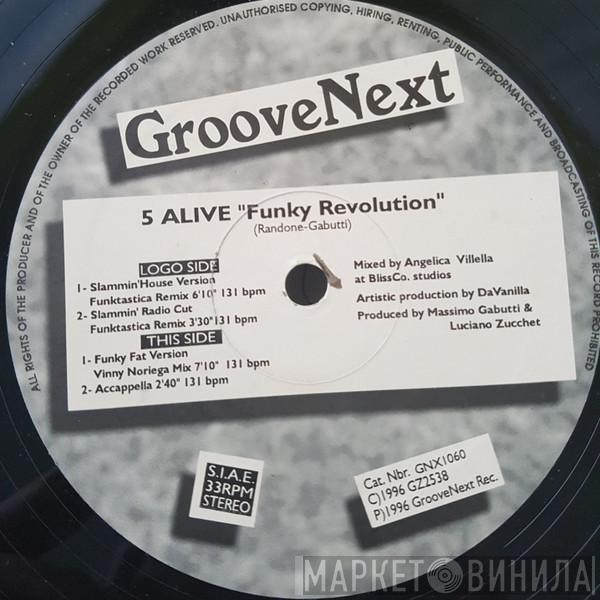 ALL RIGHTS OF THE PRODUCER AND OF THE OWNER OF THE RECORDED WORK RESERVED. UNAUTHORISED COPYING, HIRING, RENTING, PUBLIC PERFORMANCE AND BROADCASTING OF THIS RECORD PROHIBITED
GrooveNext
5 ALIVE "Funky Revolution"
(Randone-Gabutti)
LOGO SIDE
1- Slammin'House Version
Funktastica Remix 6'10" 131 bpm
2- Slammin' Radio Cut
Funktastica Remix 3'30"131 bpm
THIS SIDE
1- Funky Fat Version
Vinny Noriega Mix 7'10" 131 bpm
2- Accappella 2'40" 131 bpm
Mixed by Angelica Villella
at BlissCo. studios
Artistic production by DaVanilla
Produced by Massimo Gabutti &
Luciano Zucchet
S.I.A.E.
33RPM
STEREO
Cat. Nbr. GNX1060
C)1996 GZ2538
P)1996 GrooveNext Rec.
МАРКЕТ ВИНИЛА